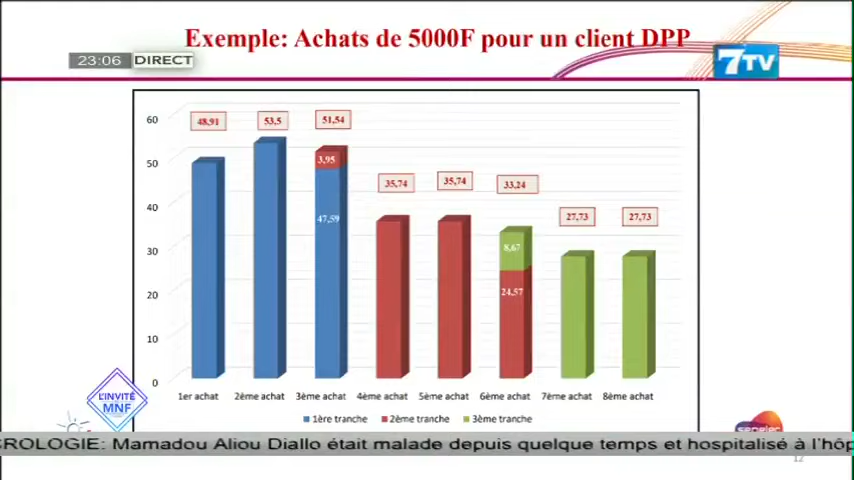 Exemple: Achats de 5000F pour un client DPP
23:06 DIRECT
7TV
60
50
40
30
20
10
0
48,91
53,5
51,54
35,74
35,74
33,24
27,73
27,73
3,95
47,59
8,67
24,57
1er achat 2ème achat 3ème achat 4ème achat 5ème achat 6ème achat 7ème achat 8ème achat
1ère tranche 2ème tranche 3ème tranche
L'INVITÉ
MNF
senelec
CROLOGIE: Mamadou Aliou Diallo était malade depuis quelque temps et hospitalisé à l'hôp
12